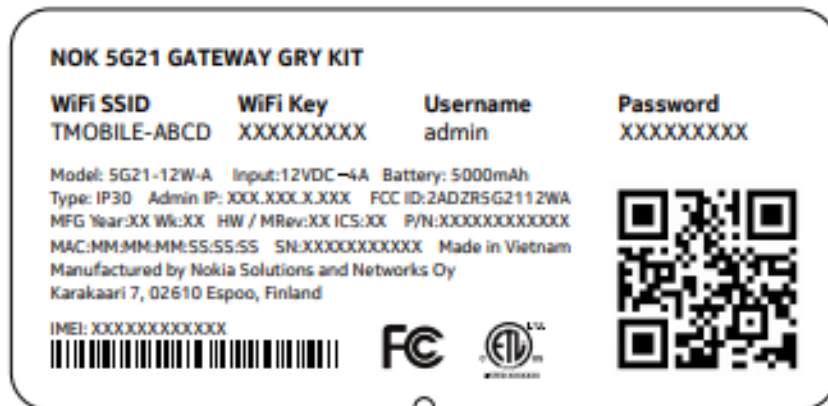 NOK 5G21 GATEWAY GRY KIT
WiFi SSID WiFi Key Username Password
TMOBILE-ABCD XXXXXXXXX admin XXXXXXXXX
Model: 5G21-12W-A Input:12VDC ⎓4A Battery: 5000mAh
Type: IP30 Admin IP: XXX.XXX.X.XXX FCC ID:2ADZR5G2112WA
MFG Year:XX Wk:XX HW / MRev:XX ICS:XX P/N:XXXXXXXXXXXX
MAC:MM:MM:MM:SS:SS:SS SN:XXXXXXXXXXX Made in Vietnam
Manufactured by Nokia Solutions and Networks Oy
Karakaari 7, 02610 Espoo, Finland
IMEI: XXXXXXXXXXXX
FC ETL